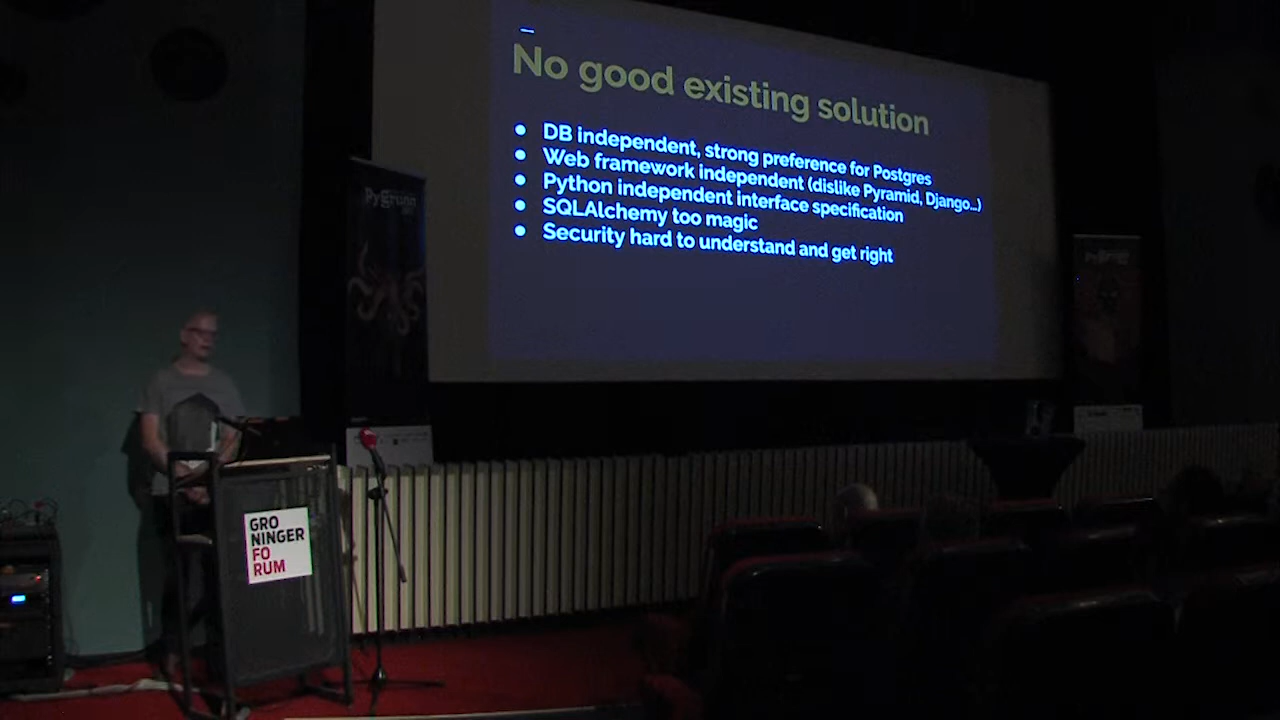 No good existing solution
● DB independent, strong preference for Postgres
● Web framework independent (dislike Pyramid, Django...)
● Python independent interface specification
● SQLAlchemy too magic
● Security hard to understand and get right
PyGrunn
GRO
NINGER
FO
RUM